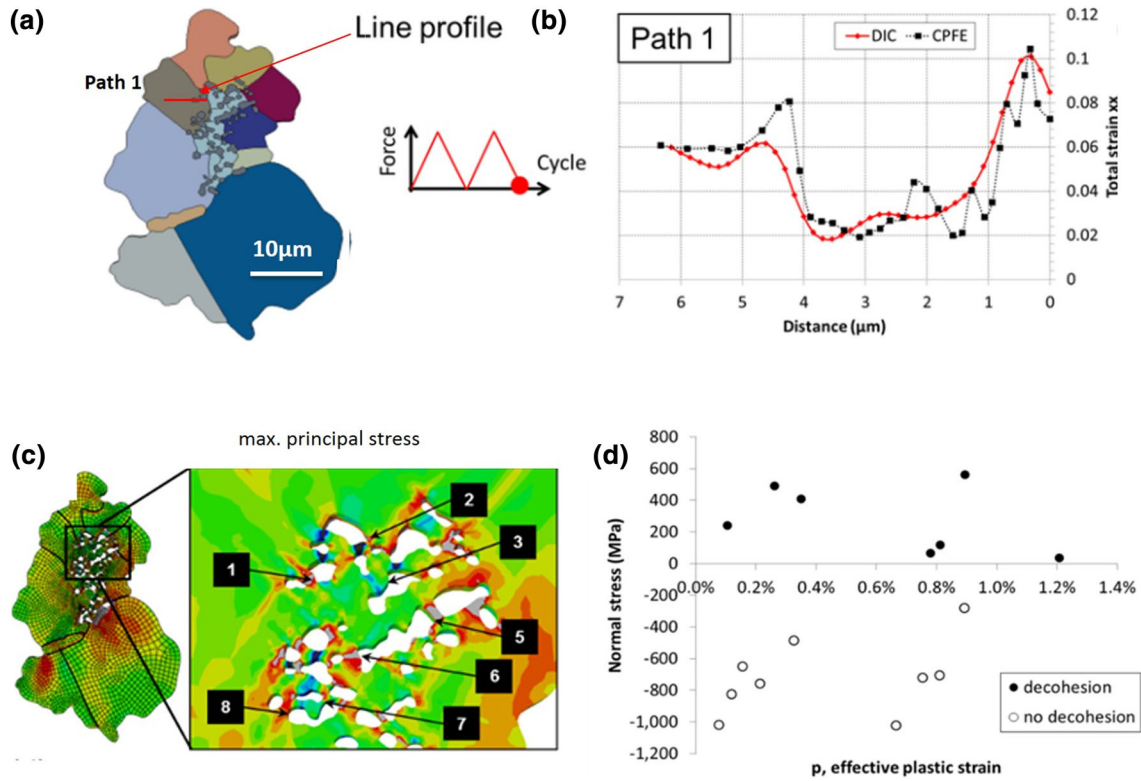 (a)
Line profile
Path 1
Force
Cycle
10μm
(b)
Path 1
DIC
CPFE
0.12
0.1
0.08
0.06
0.04
0.02
0
Total strain xx
7 6 5 4 3 2 1 0
Distance (μm)
(c)
max. principal stress
1
2
3
5
6
7
8
(d)
800
600
400
200
0
-200
-400
-600
-800
-1,000
-1,200
Normal stress (MPa)
0.0% 0.2% 0.4% 0.6% 0.8% 1.0% 1.2% 1.4%
decohesion
no decohesion
p, effective plastic strain